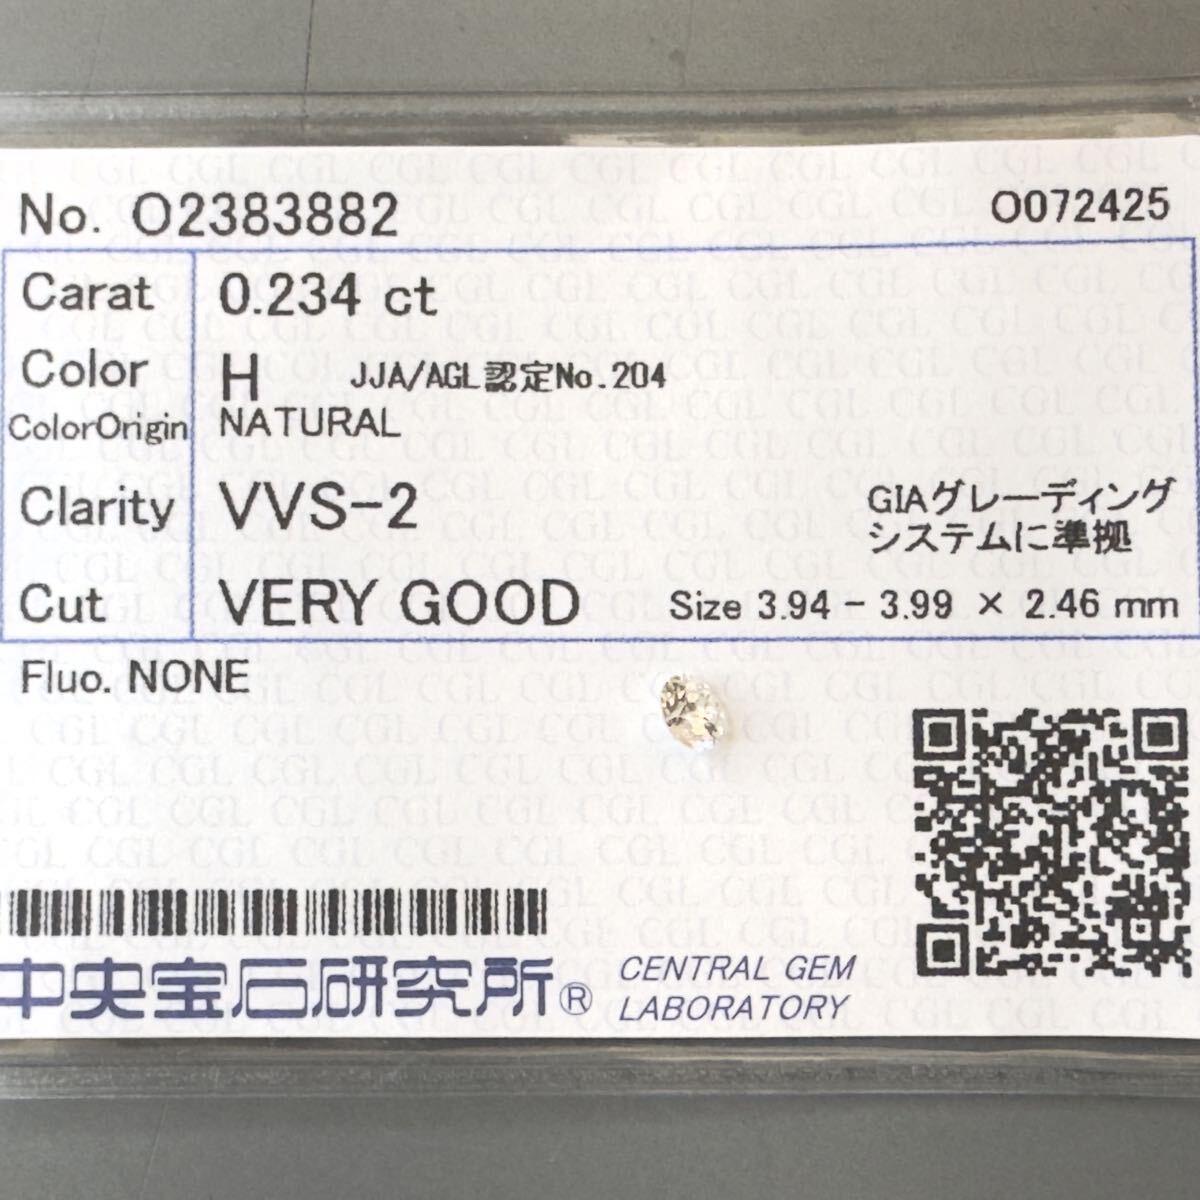 No. O2383882 O072425
Carat 0.234 ct
Color H JJA/AGL認定No.204
ColorOrigin NATURAL
Clarity VVS-2 GIAグレーディング
システムに準拠
Cut VERY GOOD Size 3.94 - 3.99 × 2.46 mm
Fluo. NONE
中央宝石研究所® CENTRAL GEM
LABORATORY